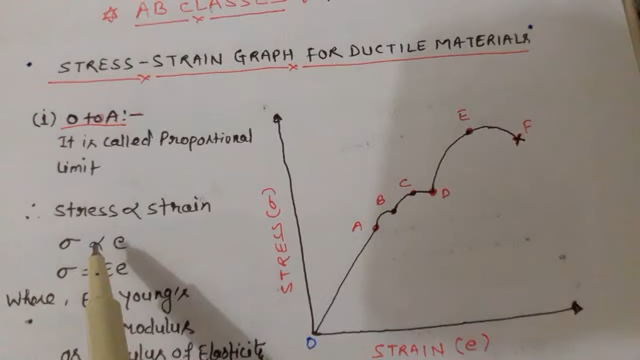 ☆ AB CLASSES
• STRESS-STRAIN GRAPH FOR DUCTILE MATERIALS
(i) O to A:-
It is called Proportional
Limit
∴ Stress ∝ Strain
σ ∝ e
σ = Ee
Where, Young's
modulus
or of Elasticity
STRESS (σ)
STRAIN (e)
O
A
B
C
D
E
F